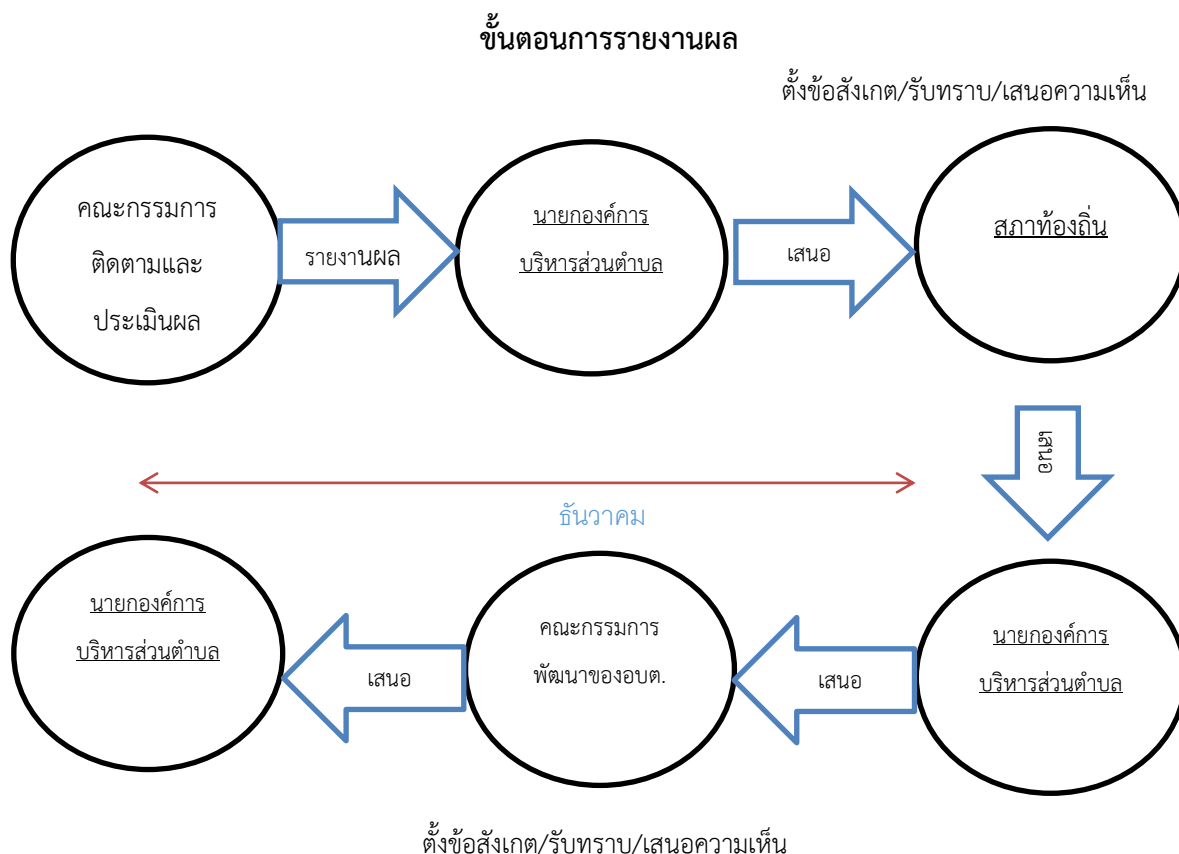 ขั้นตอนการรายงานผล
ตั้งข้อสังเกต/รับทราบ/เสนอความเห็น
คณะกรรมการ
ติดตามและ
ประเมินผล
รายงานผล
นายกองค์การ
บริหารส่วนตำบล
เสนอ
สภาท้องถิ่น
เสนอ
ธันวาคม
นายกองค์การ
บริหารส่วนตำบล
เสนอ
คณะกรรมการ
พัฒนาของอบต.
เสนอ
นายกองค์การ
บริหารส่วนตำบล
ตั้งข้อสังเกต/รับทราบ/เสนอความเห็น